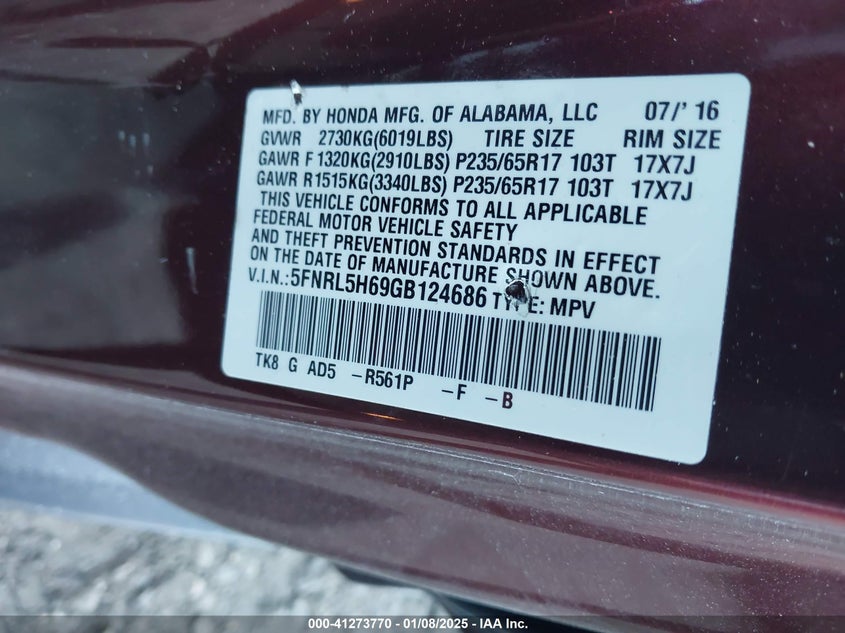 MFD. BY HONDA MFG. OF ALABAMA, LLC 07/' 16
GVWR 2730KG(6019LBS) TIRE SIZE RIM SIZE
GAWR F 1320KG(2910LBS) P235/65R17 103T 17X7J
GAWR R1515KG(3340LBS) P235/65R17 103T 17X7J
THIS VEHICLE CONFORMS TO ALL APPLICABLE
FEDERAL MOTOR VEHICLE SAFETY
AND THEFT PREVENTION STANDARDS IN EFFECT
ON THE DATE OF MANUFACTURE SHOWN ABOVE.
V.I.N.:5FNRL5H69GB124686 TYPE: MPV
TK8 G AD5 -R561P -F -B
000-41273770 - 01/08/2025 - IAA Inc.